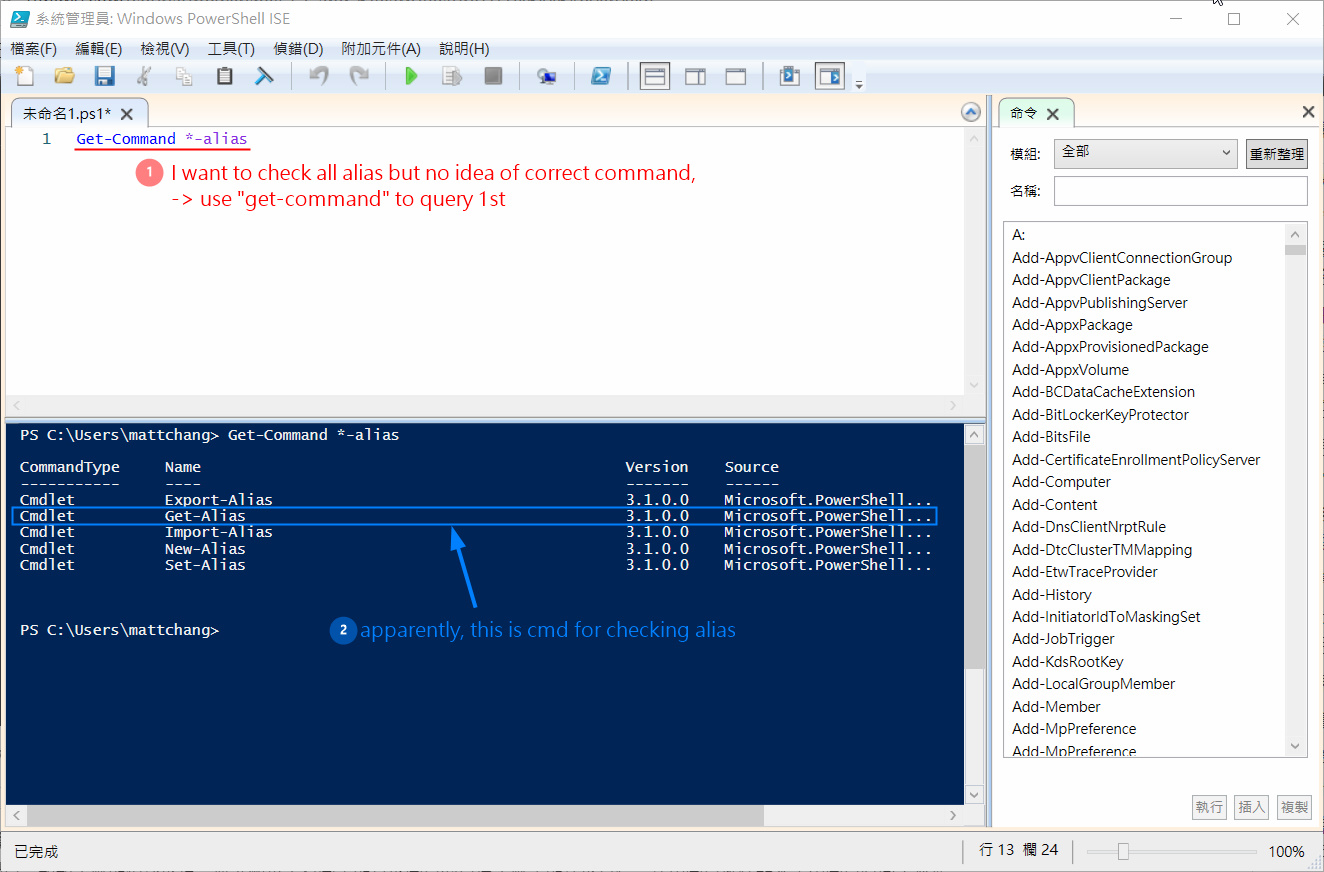 系統管理員: Windows PowerShell ISE
檔案(F) 編輯(E) 檢視(V) 工具(T) 偵錯(D) 附加元件(A) 說明(H)
未命名1.ps1*
1 Get-Command *-alias
1 I want to check all alias but no idea of correct command,
-> use "get-command" to query 1st
PS C:\Users\mattchang> Get-Command *-alias
CommandType Name Version Source
----------- ---- ------- ------
Cmdlet Export-Alias 3.1.0.0 Microsoft.PowerShell...
Cmdlet Get-Alias 3.1.0.0 Microsoft.PowerShell...
Cmdlet Import-Alias 3.1.0.0 Microsoft.PowerShell...
Cmdlet New-Alias 3.1.0.0 Microsoft.PowerShell...
Cmdlet Set-Alias 3.1.0.0 Microsoft.PowerShell...
PS C:\Users\mattchang>
2 apparently, this is cmd for checking alias
命令
模組: 全部 重新整理
名稱:
A:
Add-AppvClientConnectionGroup
Add-AppvClientPackage
Add-AppvPublishingServer
Add-AppxPackage
Add-AppxProvisionedPackage
Add-AppxVolume
Add-BCDataCacheExtension
Add-BitLockerKeyProtector
Add-BitsFile
Add-CertificateEnrollmentPolicyServer
Add-Computer
Add-Content
Add-DnsClientNrptRule
Add-DtcClusterTMMapping
Add-EtwTraceProvider
Add-History
Add-InitiatorIdToMaskingSet
Add-JobTrigger
Add-KdsRootKey
Add-LocalGroupMember
Add-Member
Add-MpPreference
Add-MpPreference
執行 插入 複製
已完成 行 13 欄 24 100%